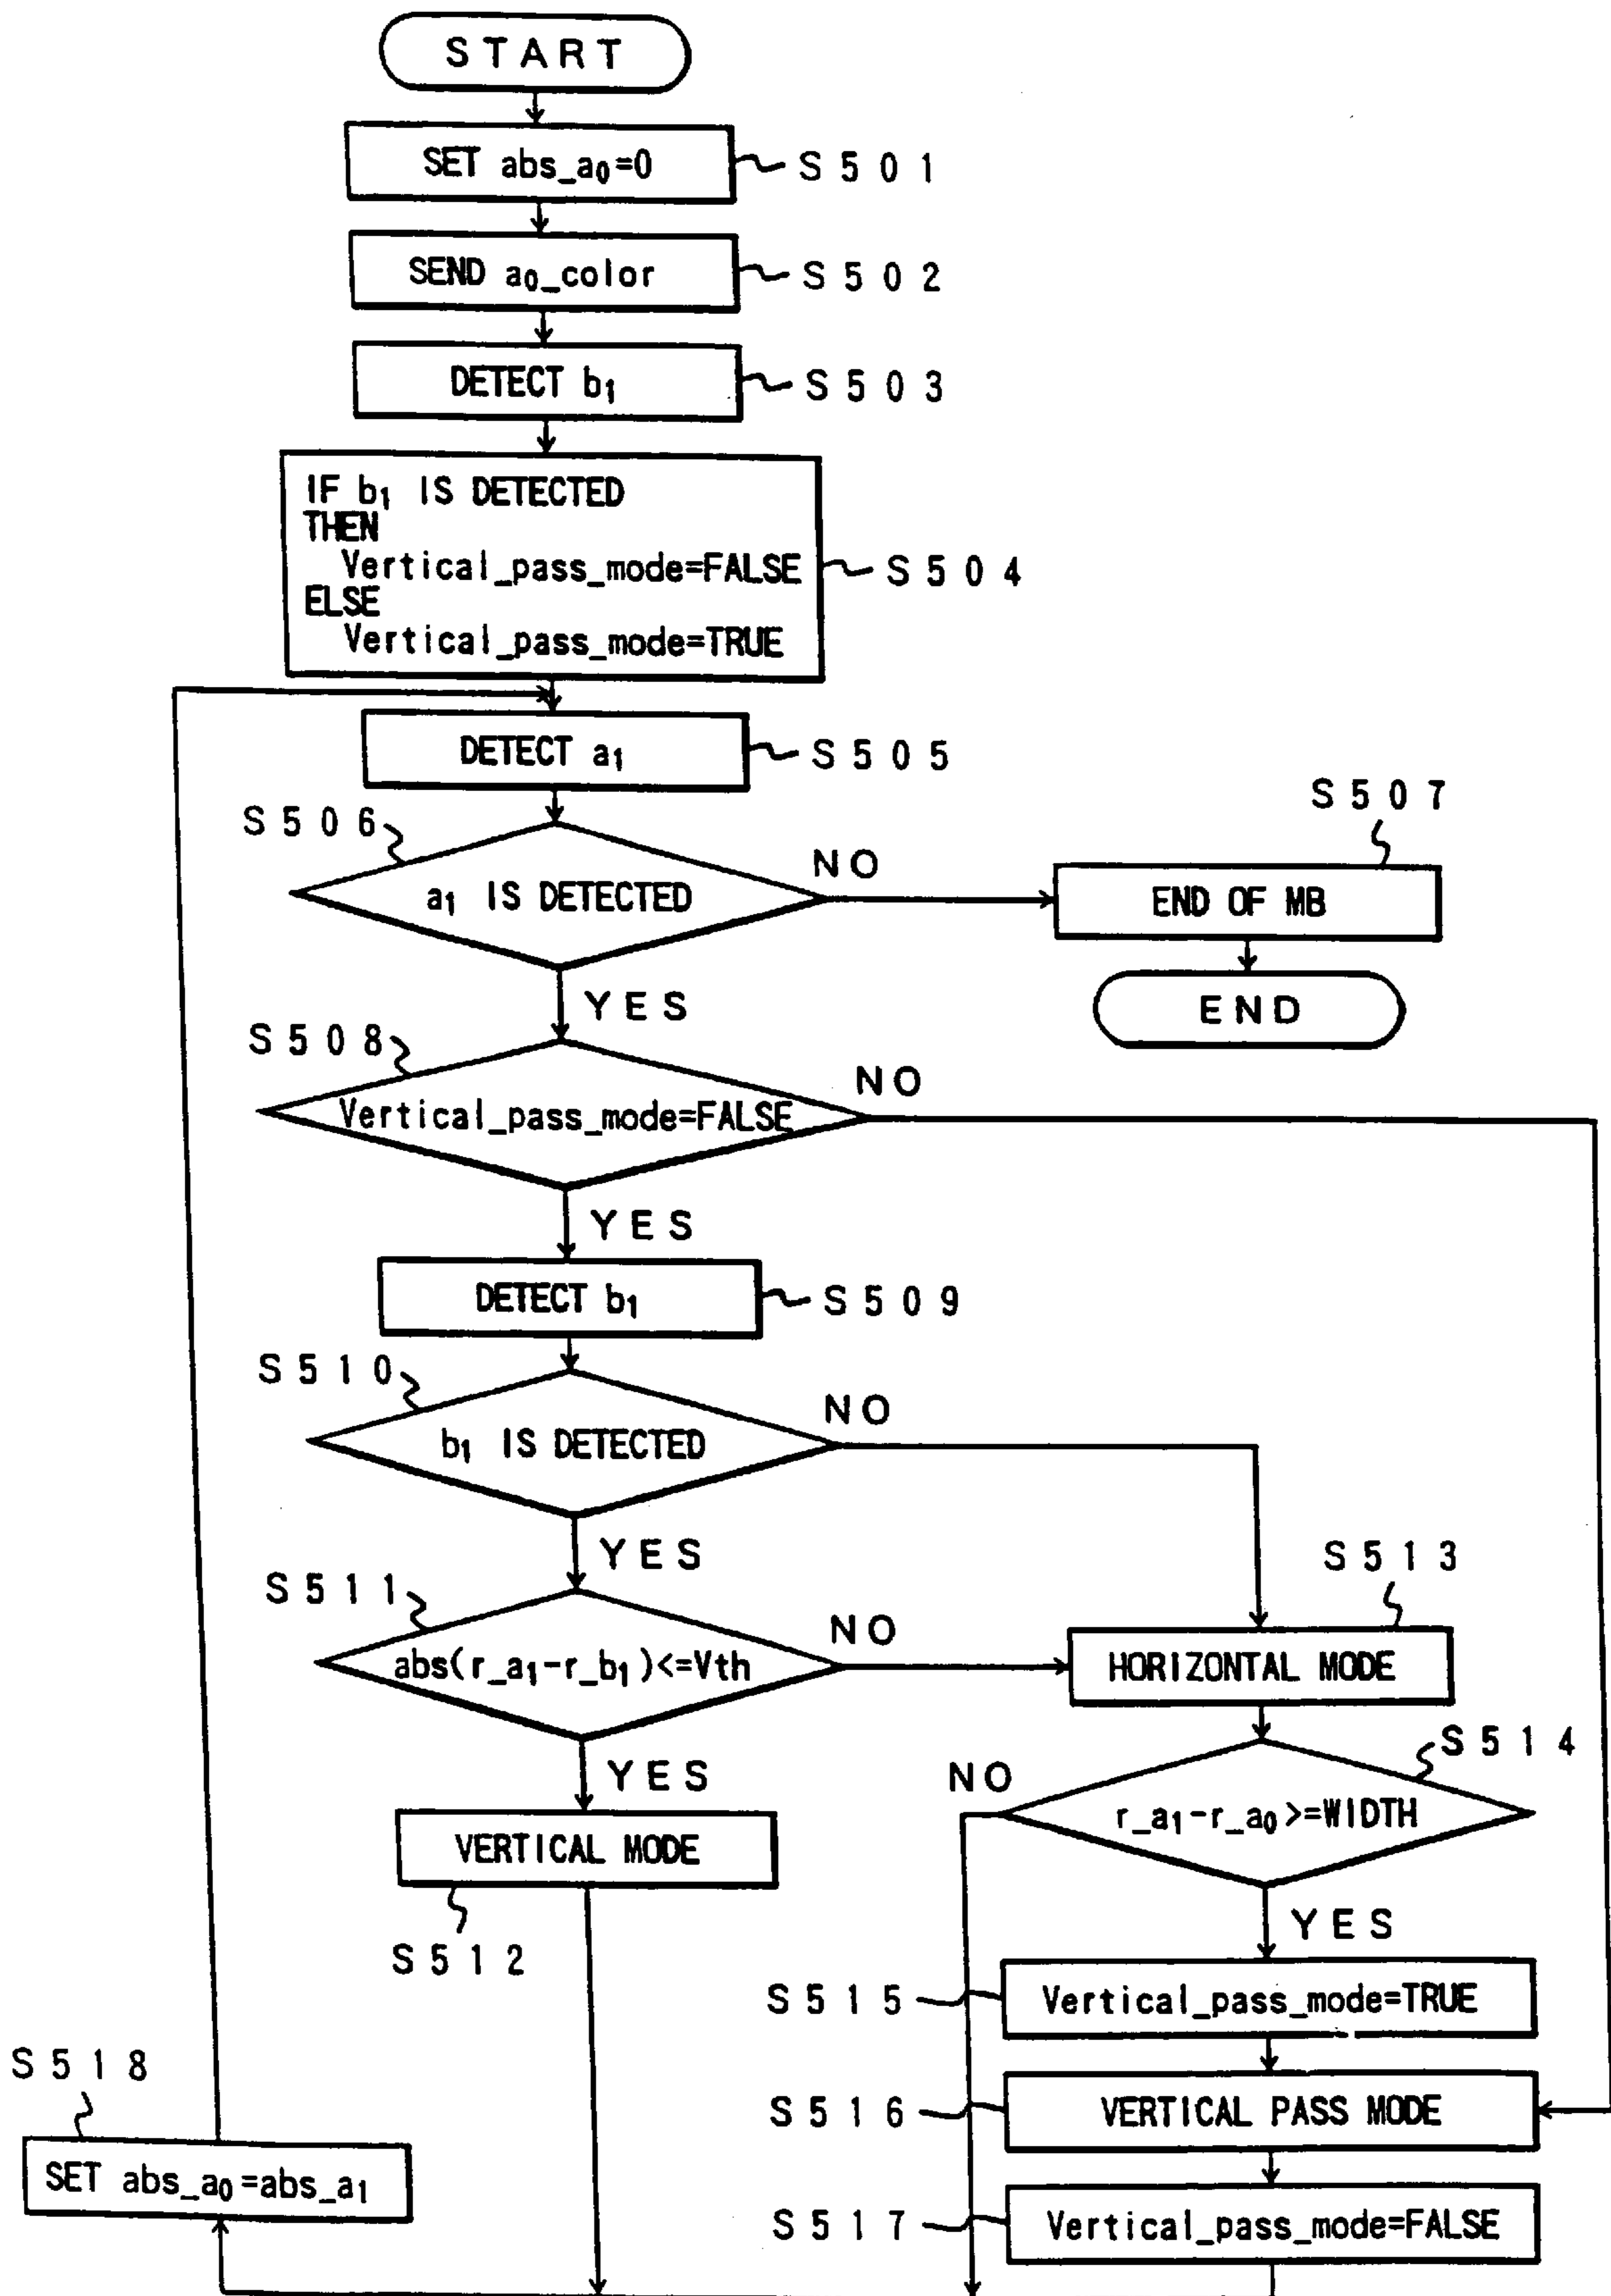 START
SET abs_a₀=0
S501
SEND a₀_color
S502
DETECT b₁
S503
IF b₁ IS DETECTED
THEN
Vertical_pass_mode=FALSE
ELSE
Vertical_pass_mode=TRUE
S504
DETECT a₁
S505
S506
a₁ IS DETECTED
NO
S507
END OF MB
END
YES
S508
Vertical_pass_mode=FALSE
NO
YES
DETECT b₁
S509
S510
b₁ IS DETECTED
NO
YES
S511
abs(r_a₁-r_b₁)<=Vth
NO
S513
HORIZONTAL MODE
YES
VERTICAL MODE
S512
S514
NO
r_a₁-r_a₀>=WIDTH
YES
S515
Vertical_pass_mode=TRUE
S516
VERTICAL PASS MODE
S517
Vertical_pass_mode=FALSE
S518
SET abs_a₀=abs_a₁